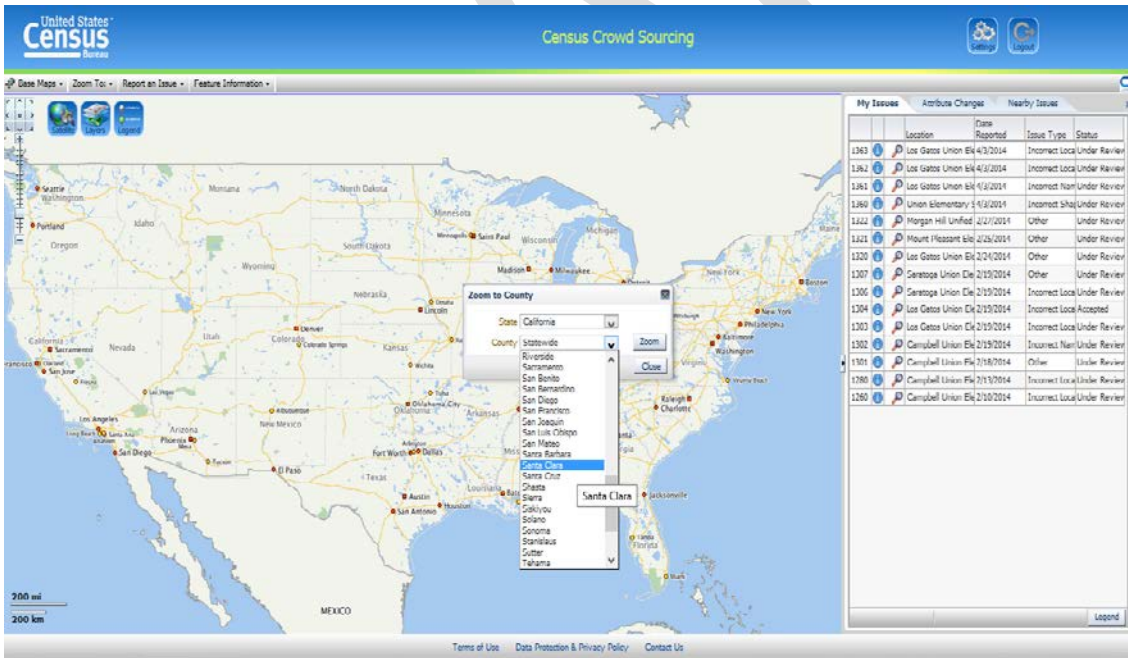 United States™
Census
Bureau
Census Crowd Sourcing
Settings
Logout
Base Maps
Zoom To:
Report an Issue
Feature Information
Satellite
Layers
Legend
Seattle
Washington
Montana
North Dakota
Minnesota
Portland
Idaho
Oregon
South Dakota
Minneapolis
Saint Paul
Wisconsin
Michigan
Maine
Wyoming
Madison
Milwaukee
New York
Boston
Nebraska
Omaha
Lincoln
Detroit
New York
Philadelphia
California
Sacramento
Nevada
Utah
Denver
Colorado
Colorado Springs
Kansas
Baltimore
Washington
San Jose
Fresno
Wichita
Virginia
Virginia Beach
Las Vegas
Tulsa
Oklahoma City
Oklahoma
Arkansas
Raleigh
Charlotte
Los Angeles
Long Beach
Santa Ana
Arizona
Phoenix
Mesa
Albuquerque
New Mexico
San Diego
Tucson
Arlington
Fort Worth
Dallas
El Paso
Texas
Louisiana
Austin
Houston
San Antonio
Jacksonville
Tampa
Florida
Miami
MEXICO
200 mi
200 km
Zoom to County
State California
County Statewide
Zoom
Close
Riverside
Sacramento
San Benito
San Bernardino
San Diego
San Francisco
San Joaquin
San Luis Obispo
San Mateo
Santa Barbara
Santa Clara
Santa Cruz
Shasta
Sierra
Siskiyou
Solano
Sonoma
Stanislaus
Sutter
Tehama
Santa Clara
My Issues Attribute Changes Nearby Issues
Location Date Reported Issue Type Status
1363 Los Gatos Union Ele 4/3/2014 Incorrect Loca Under Review
1362 Los Gatos Union Ele 4/3/2014 Incorrect Loca Under Review
1361 Los Gatos Union Ele 4/3/2014 Incorrect Nam Under Review
1360 Union Elementary S 4/3/2014 Incorrect Shap Under Review
1322 Morgan Hill Unified 2/27/2014 Other Under Review
1321 Mount Pleasant Ele 2/25/2014 Other Under Review
1320 Los Gatos Union Ele 2/24/2014 Other Under Review
1307 Saratoga Union Ele 2/19/2014 Other Under Review
1306 Saratoga Union Ele 2/19/2014 Incorrect Loca Under Review
1304 Los Gatos Union Ele 2/19/2014 Incorrect Loca Accepted
1303 Los Gatos Union Ele 2/19/2014 Incorrect Loca Under Review
1302 Campbell Union Ele 2/19/2014 Incorrect Nam Under Review
1301 Campbell Union Ele 2/18/2014 Other Under Review
1280 Campbell Union Ele 2/13/2014 Incorrect Loca Under Review
1260 Campbell Union Ele 2/10/2014 Incorrect Loca Under Review
Legend
Terms of Use Data Protection & Privacy Policy Contact Us